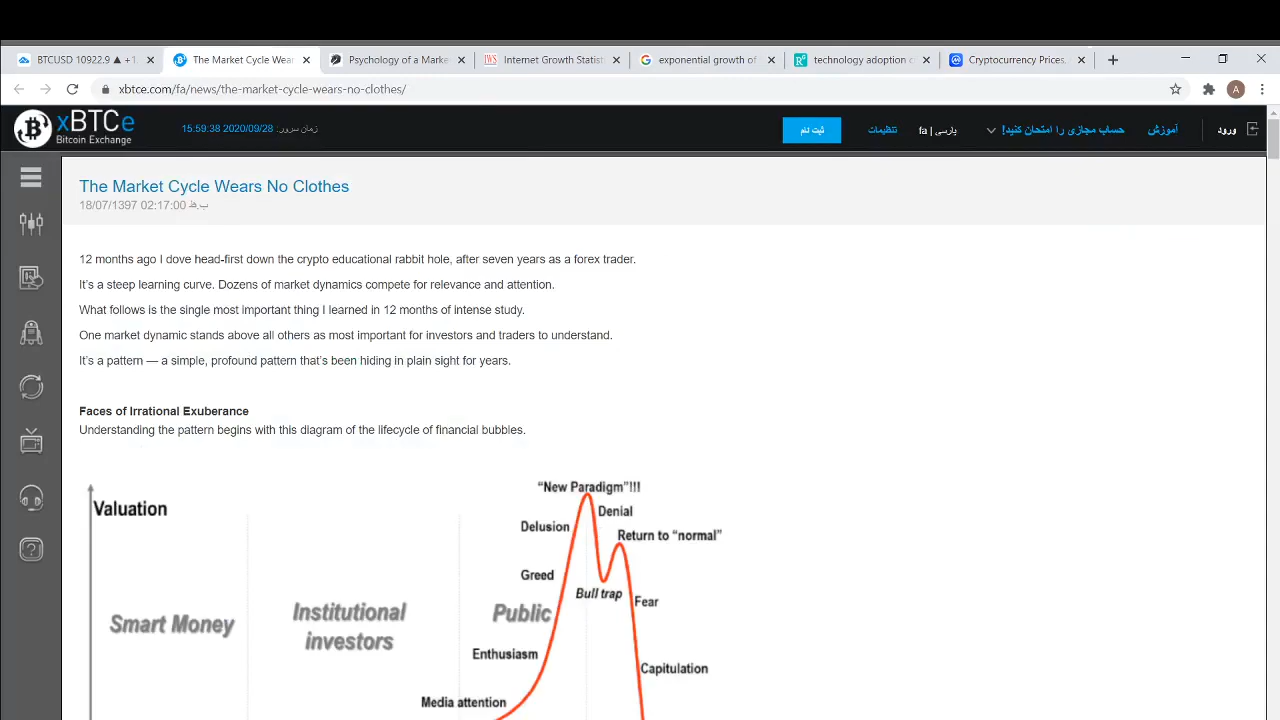 BTCUSD 10 ▲ +1
The Market Cycle Wear
Psychology of a Marke
Internet Growth Statist
exponential growth of
technology adoption c
Cryptocurrency Prices,
xbtce.com/fa/news/the-market-cycle-wears-no-clothes/
A
xBTCe
Bitcoin Exchange
زمان سرور: 2020/09/28 15:59:38
ثبت نام
تنظیمات
پارسی | fa
حساب مجازی را امتحان کنید!
آموزش
ورود
The Market Cycle Wears No Clothes
18/07/1397 02:17:00 ب.ظ
12 months ago I dove head-first down the crypto educational rabbit hole, after seven years as a forex trader.
It's a steep learning curve. Dozens of market dynamics compete for relevance and attention.
What follows is the single most important thing I learned in 12 months of intense study.
One market dynamic stands above all others as most important for investors and traders to understand.
It's a pattern — a simple, profound pattern that's been hiding in plain sight for years.
Faces of Irrational Exuberance
Understanding the pattern begins with this diagram of the lifecycle of financial bubbles.
"New Paradigm"!!!
Valuation
Denial
Delusion
Return to "normal"
Greed
Bull trap
Fear
Smart Money
Institutional
investors
Public
Enthusiasm
Capitulation
Media attention